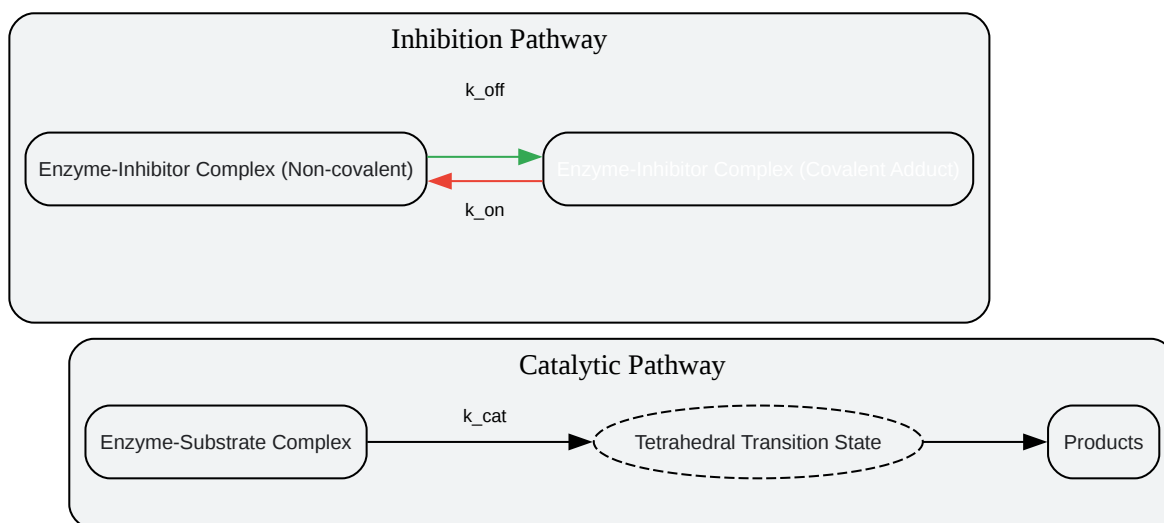 Inhibition Pathway
k_off
Enzyme-Inhibitor Complex (Non-covalent)
Enzyme-Inhibitor Complex (Covalent Adduct)
k_on
Catalytic Pathway
k_cat
Enzyme-Substrate Complex
Tetrahedral Transition State
Products